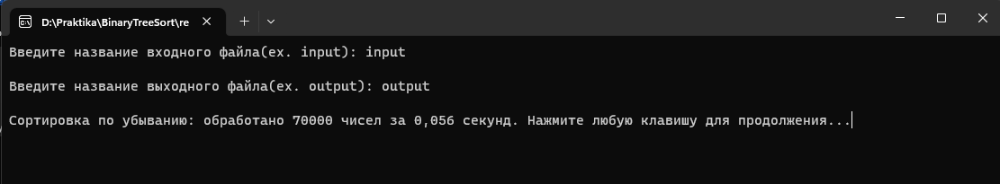 D:\Praktika\BinaryTreeSort\re
Введите название входного файла(ex. input): input
Введите название выходного файла(ex. output): output
Сортировка по убыванию: обработано 70000 чисел за 0,056 секунд. Нажмите любую клавишу для продолжения...